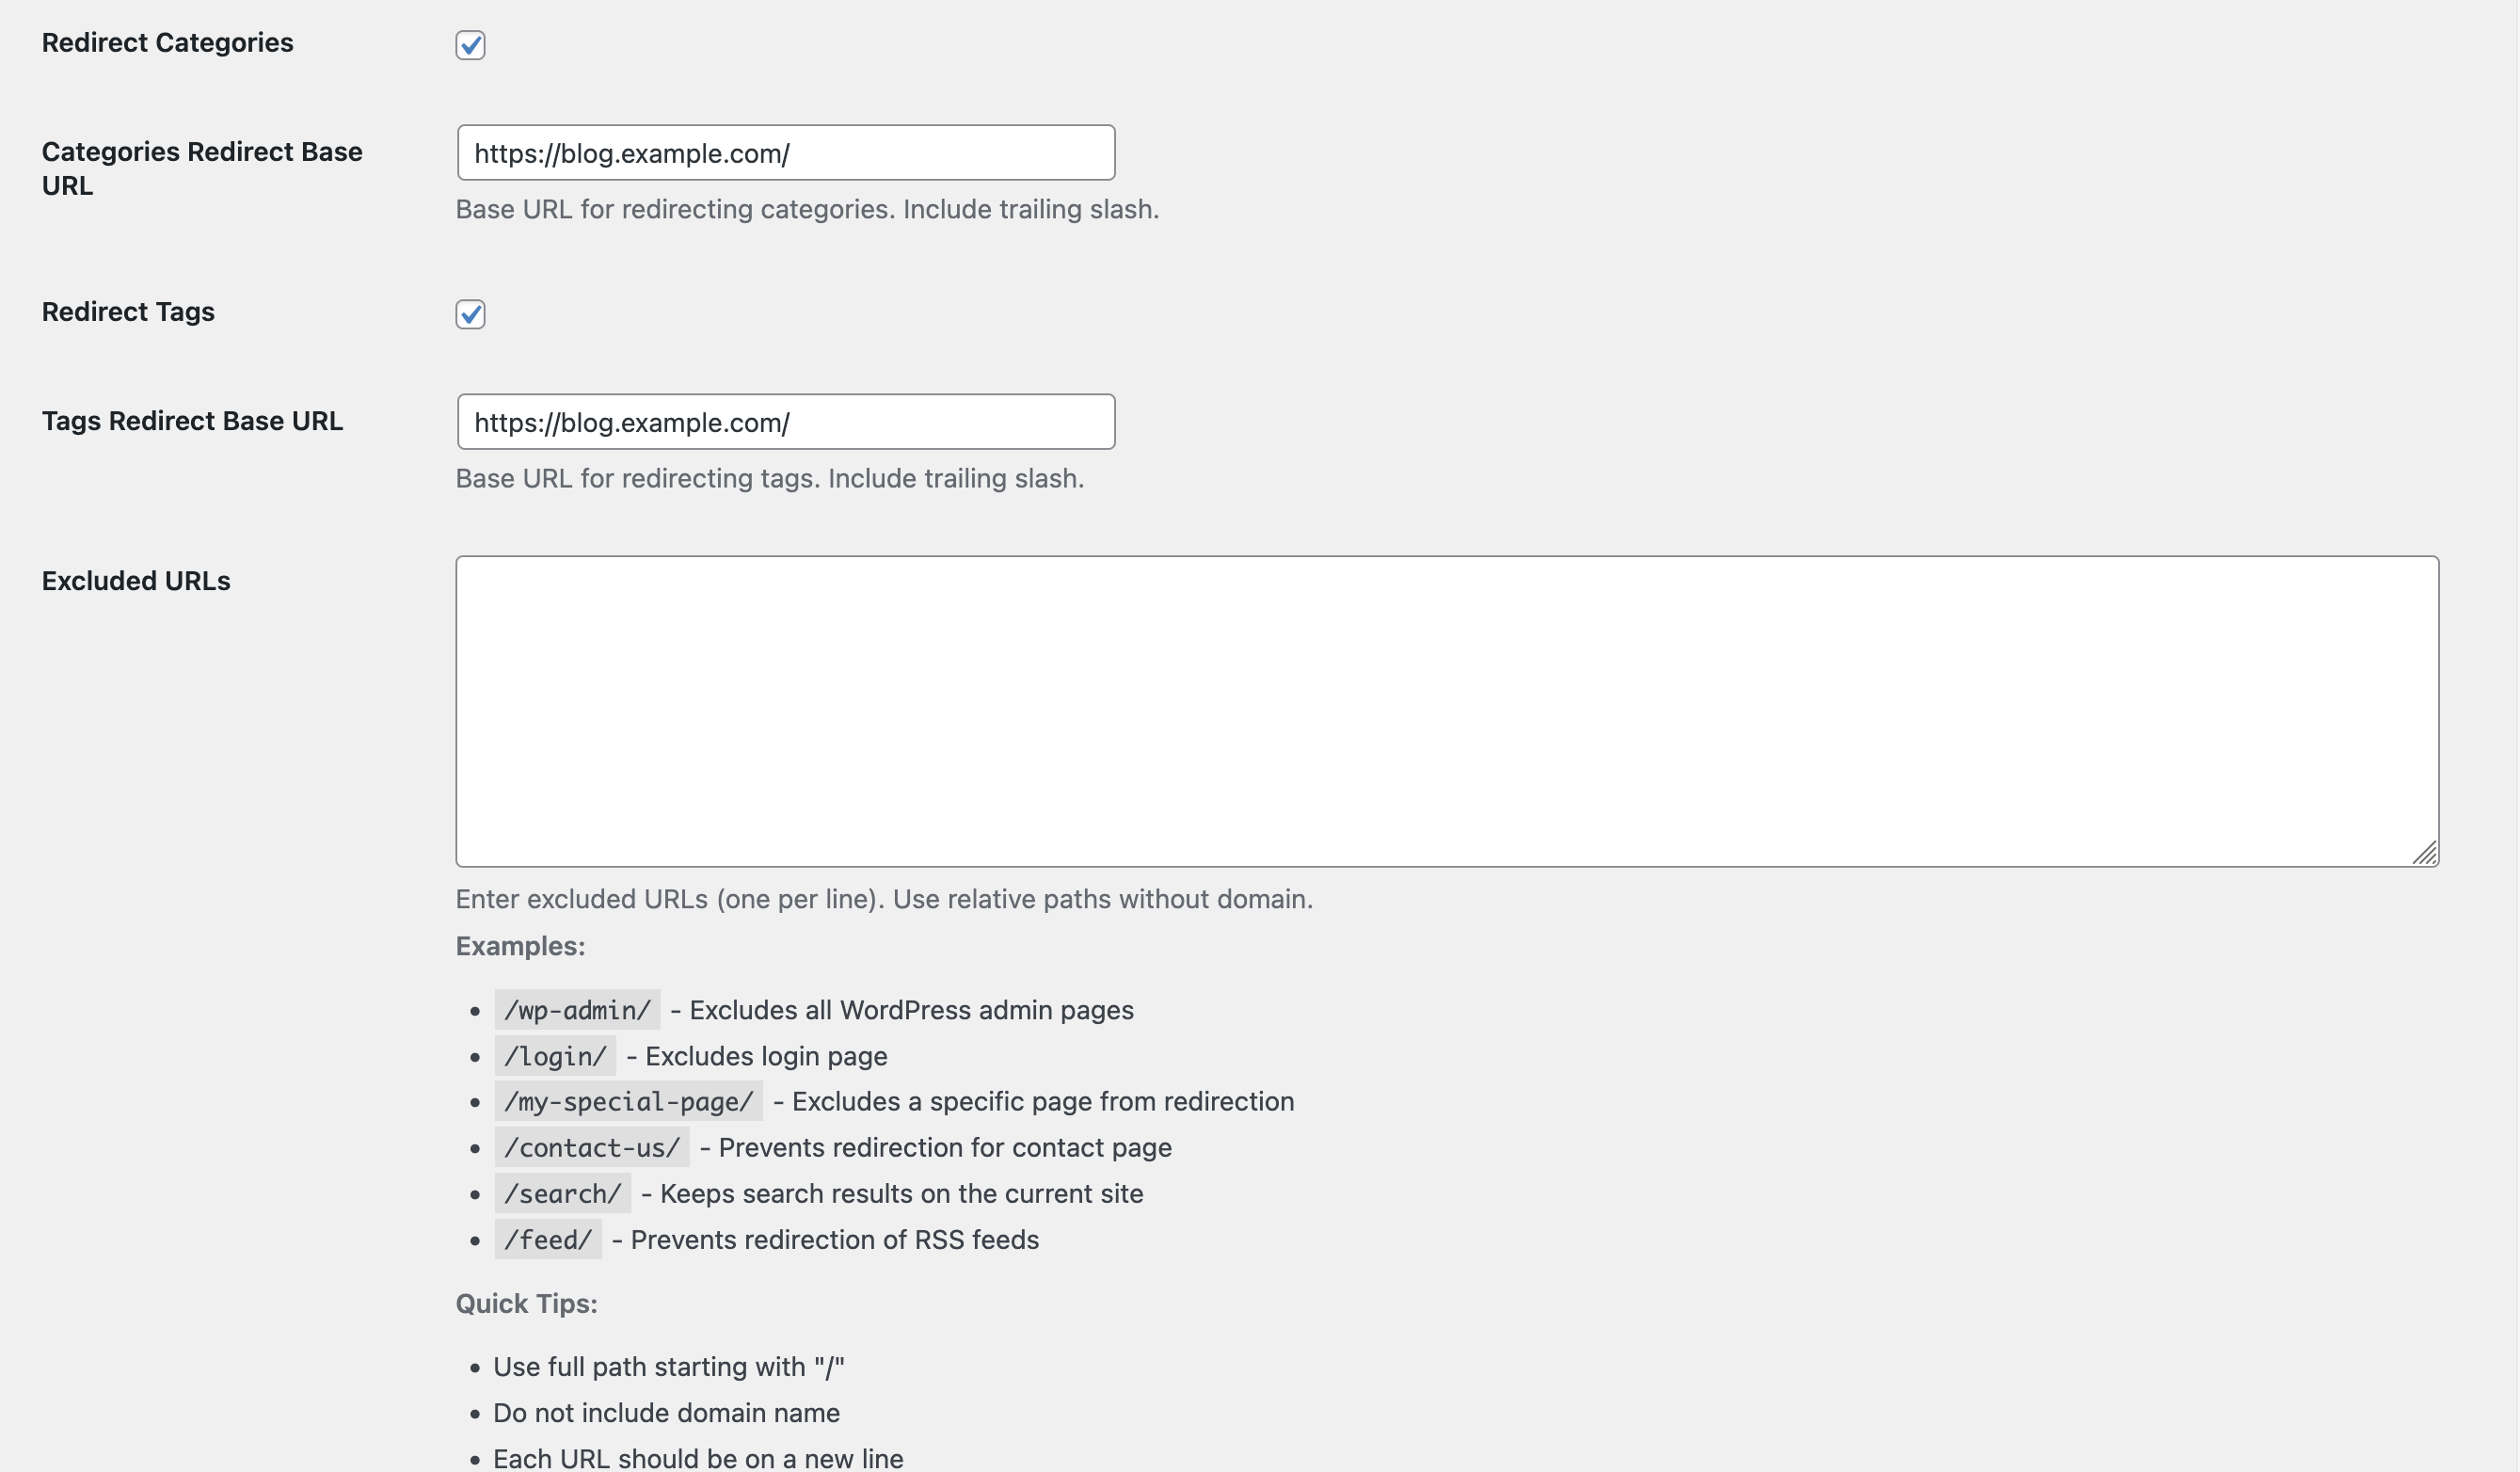 Redirect Categories
Categories Redirect Base
URL
https://blog.example.com/
Base URL for redirecting categories. Include trailing slash.
Redirect Tags
Tags Redirect Base URL
https://blog.example.com/
Base URL for redirecting tags. Include trailing slash.
Excluded URLs
Enter excluded URLs (one per line). Use relative paths without domain.
Examples:
• /wp-admin/ - Excludes all WordPress admin pages
• /login/ - Excludes login page
• /my-special-page/ - Excludes a specific page from redirection
• /contact-us/ - Prevents redirection for contact page
• /search/ - Keeps search results on the current site
• /feed/ - Prevents redirection of RSS feeds
Quick Tips:
• Use full path starting with "/"
• Do not include domain name
• Each URL should be on a new line